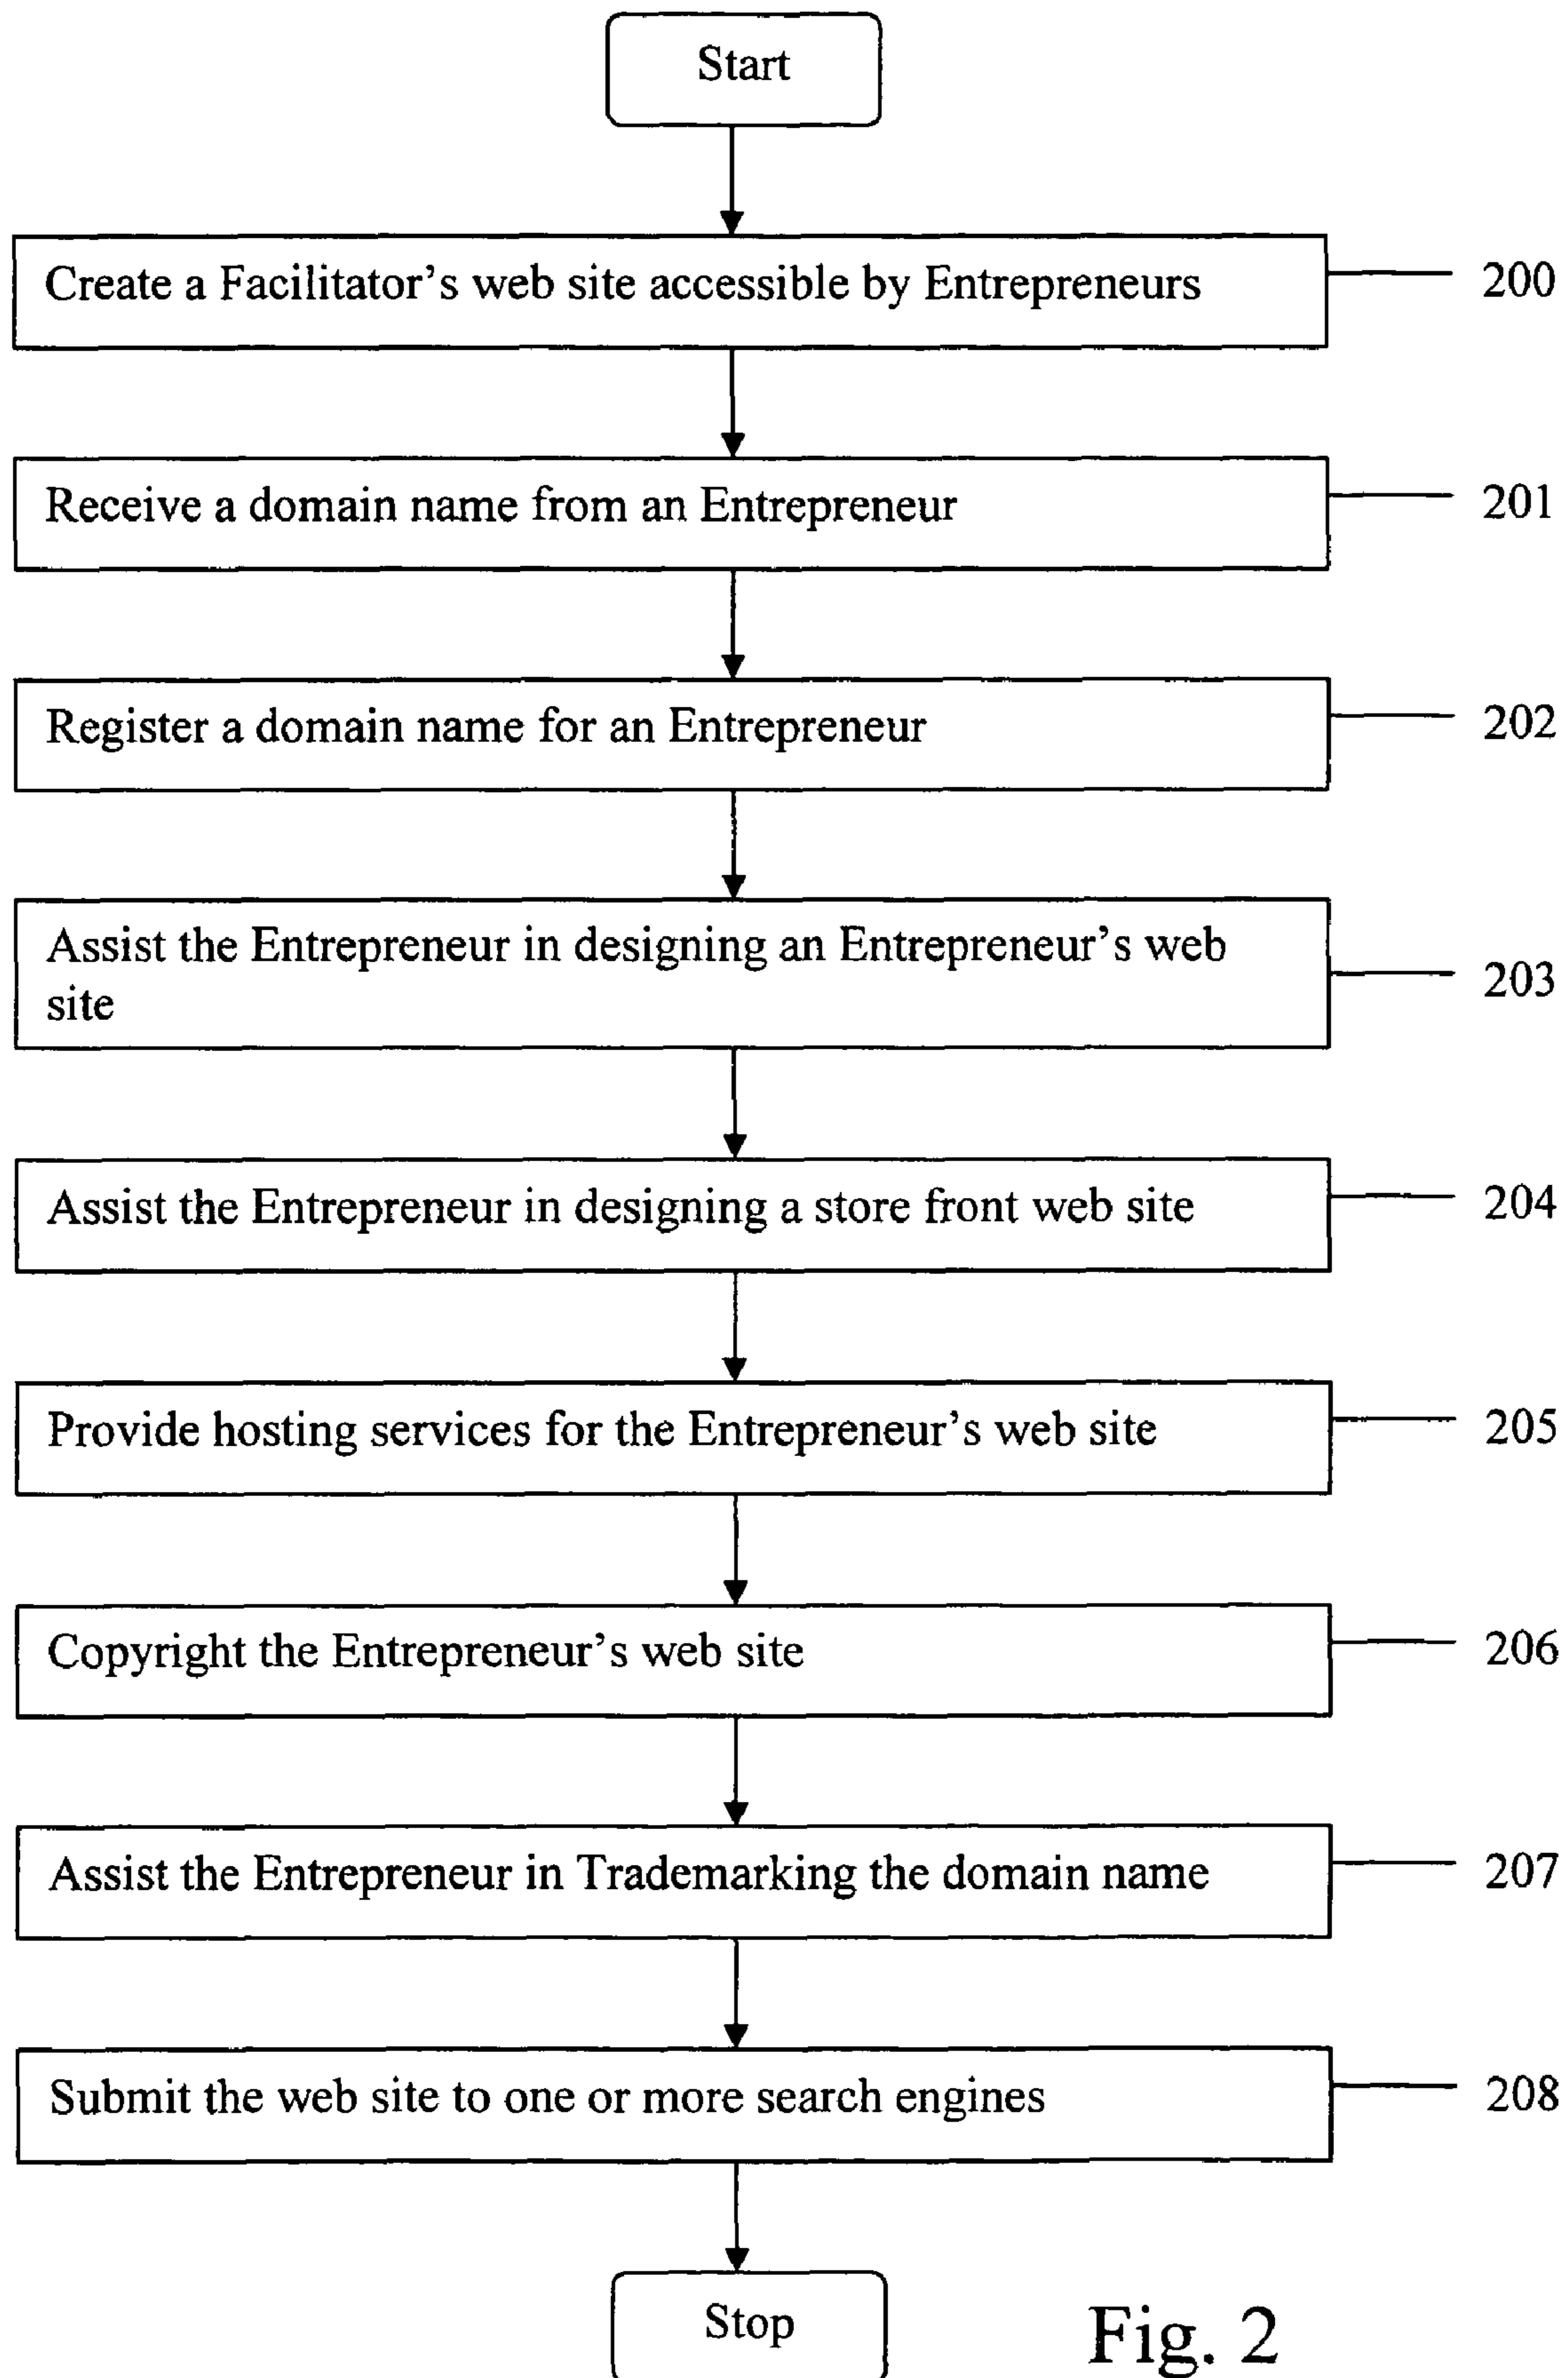 Start
Create a Facilitator's web site accessible by Entrepreneurs
200
Receive a domain name from an Entrepreneur
201
Register a domain name for an Entrepreneur
202
Assist the Entrepreneur in designing an Entrepreneur's web
site
203
Assist the Entrepreneur in designing a store front web site
204
Provide hosting services for the Entrepreneur's web site
205
Copyright the Entrepreneur's web site
206
Assist the Entrepreneur in Trademarking the domain name
207
Submit the web site to one or more search engines
208
Stop
Fig. 2